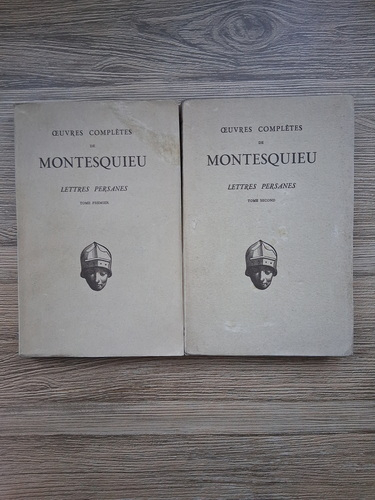 ŒUVRES COMPLÈTES
DE
MONTESQUIEU
LETTRES PERSANES
TOME PREMIER
ŒUVRES COMPLÈTES
DE
MONTESQUIEU
LETTRES PERSANES
TOME SECOND